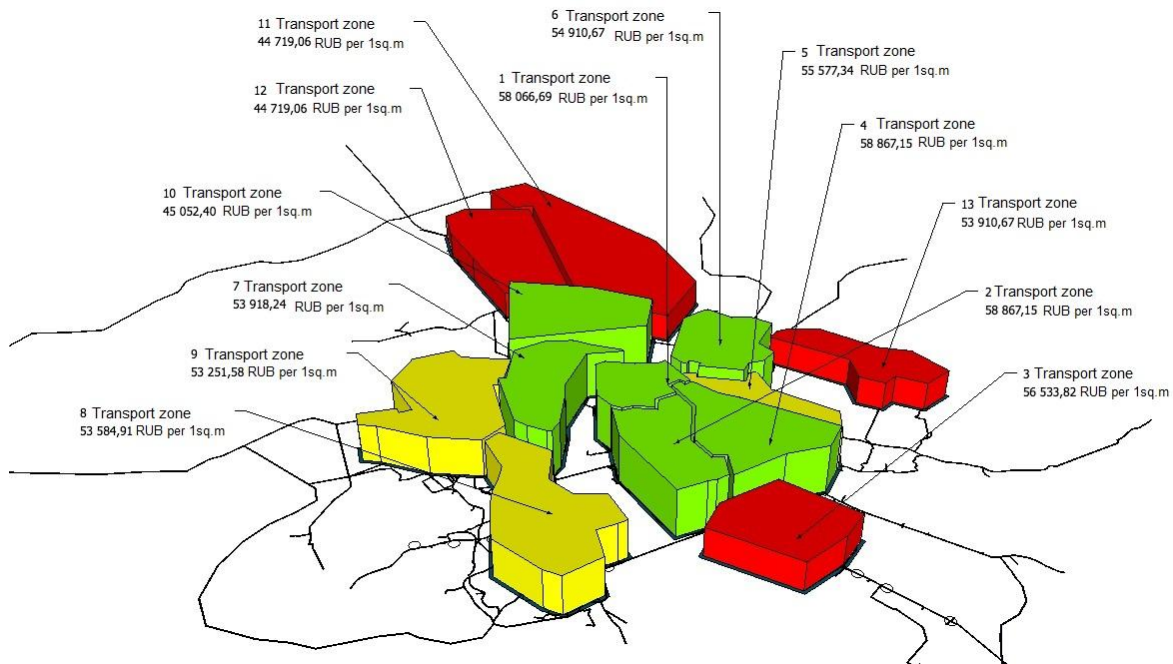 6 Transport zone
54 910,67 RUB per 1sq.m
11 Transport zone
44 719,06 RUB per 1sq.m
5 Transport zone
55 577,34 RUB per 1sq.m
1 Transport zone
58 066,69 RUB per 1sq.m
12 Transport zone
44 719,06 RUB per 1sq.m
4 Transport zone
58 867,15 RUB per 1sq.m
10 Transport zone
45 052,40 RUB per 1sq.m
13 Transport zone
53 910,67 RUB per 1sq.m
7 Transport zone
53 918,24 RUB per 1sq.m
2 Transport zone
58 867,15 RUB per 1sq.m
9 Transport zone
53 251,58 RUB per 1sq.m
3 Transport zone
56 533,82 RUB per 1sq.m
8 Transport zone
53 584,91 RUB per 1sq.m